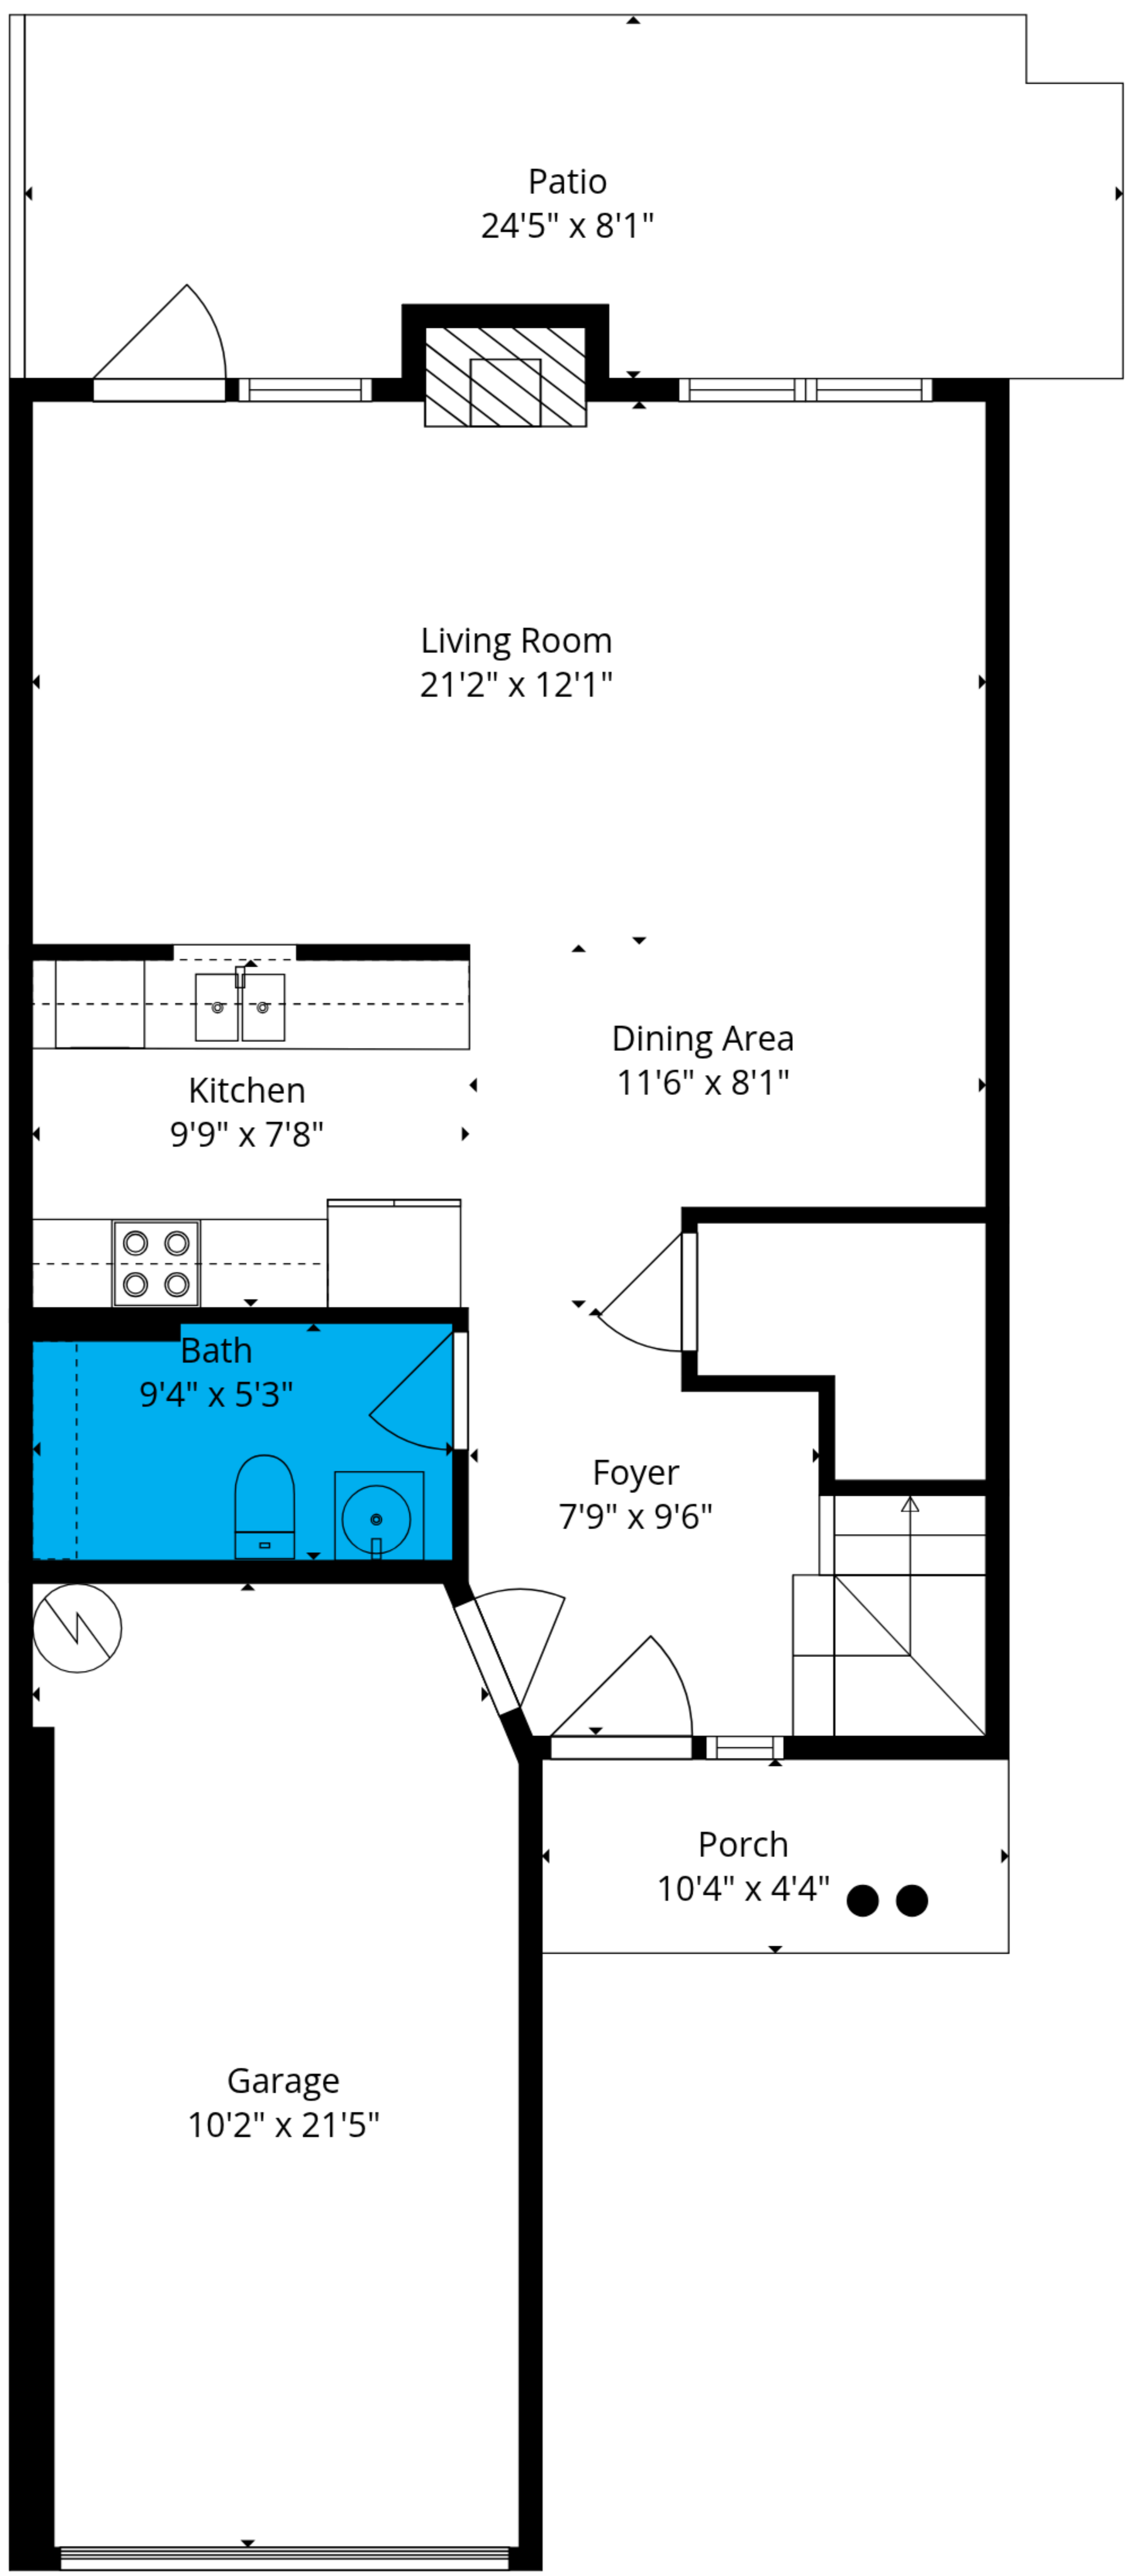 Patio
24'5" x 8'1"
Living Room
21'2" x 12'1"
Dining Area
11'6" x 8'1"
Kitchen
9'9" x 7'8"
Bath
9'4" x 5'3"
Foyer
7'9" x 9'6"
Porch
10'4" x 4'4"
Garage
10'2" x 21'5"